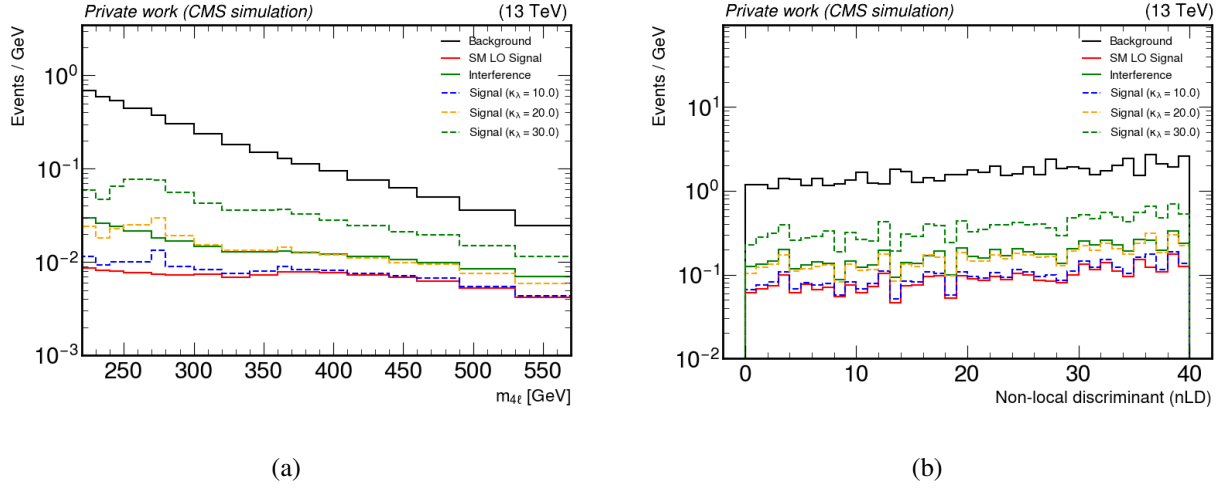 Private work (CMS simulation) (13 TeV)
Events / GeV
Background
SM LO Signal
Interference
Signal (κλ = 10.0)
Signal (κλ = 20.0)
Signal (κλ = 30.0)
10⁰
10⁻¹
10⁻²
10⁻³
250 300 350 400 450 500 550
m4ℓ [GeV]
(a)
Private work (CMS simulation) (13 TeV)
Events / GeV
Background
SM LO Signal
Interference
Signal (κλ = 10.0)
Signal (κλ = 20.0)
Signal (κλ = 30.0)
10¹
10⁰
10⁻¹
10⁻²
0 10 20 30 40
Non-local discriminant (nLD)
(b)